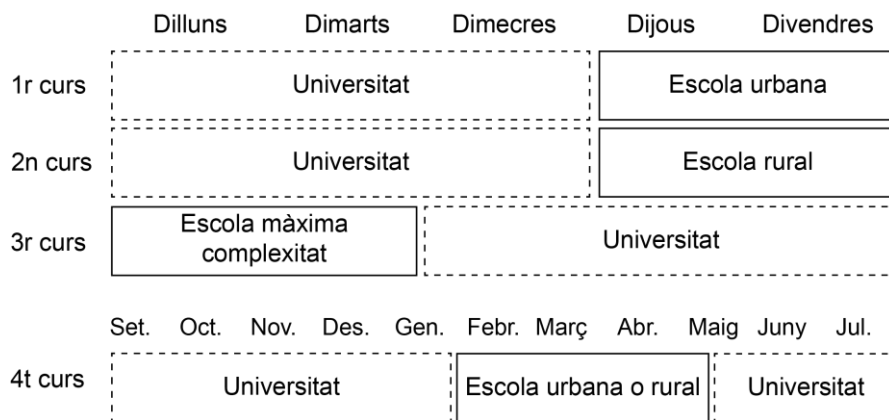 Dilluns Dimarts Dimecres Dijous Divendres
1r curs Universitat Escola urbana
2n curs Universitat Escola rural
3r curs Escola màxima complexitat Universitat
Set. Oct. Nov. Des. Gen. Febr. Març Abr. Maig Juny Jul.
4t curs Universitat Escola urbana o rural Universitat